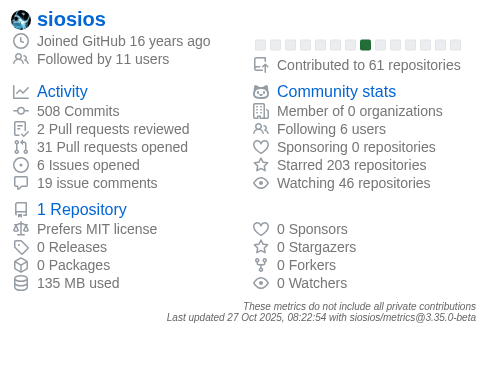 siosios
Joined GitHub 16 years ago
Followed by 11 users
Contributed to 61 repositories
Activity
508 Commits
2 Pull requests reviewed
31 Pull requests opened
6 Issues opened
19 issue comments
Community stats
Member of 0 organizations
Following 6 users
Sponsoring 0 repositories
Starred 203 repositories
Watching 46 repositories
1 Repository
Prefers MIT license
0 Releases
0 Packages
135 MB used
0 Sponsors
0 Stargazers
0 Forkers
0 Watchers
These metrics do not include all private contributions
Last updated 27 Oct 2025, 08:22:54 with siosios/metrics@3.35.0-beta